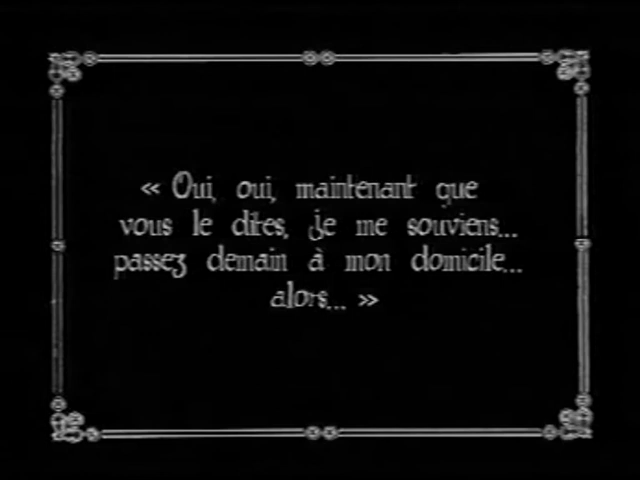 « Oui, oui, maintenant que
vous le dites, je me souviens...
passez demain à mon domicile...
alors... »